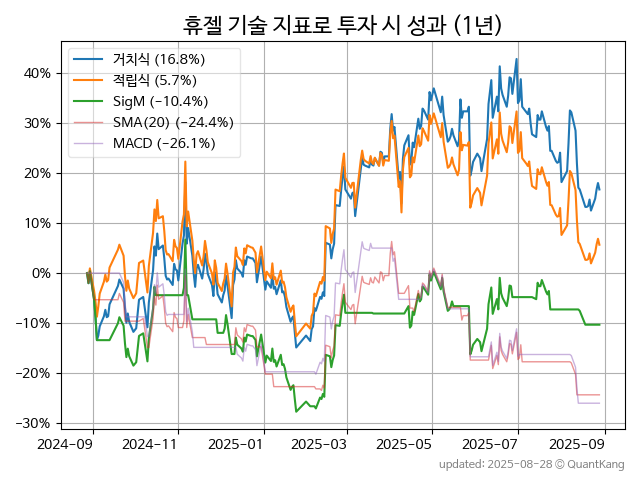 휴젤 기술 지표로 투자 시 성과 (1년)
거치식 (16.8%)
적립식 (5.7%)
SigM (−10.4%)
SMA(20) (−24.4%)
MACD (−26.1%)
40%
30%
20%
10%
0%
−10%
−20%
−30%
2024-09 2024-11 2025-01 2025-03 2025-05 2025-07 2025-09
updated: 2025-08-28 © QuantKang